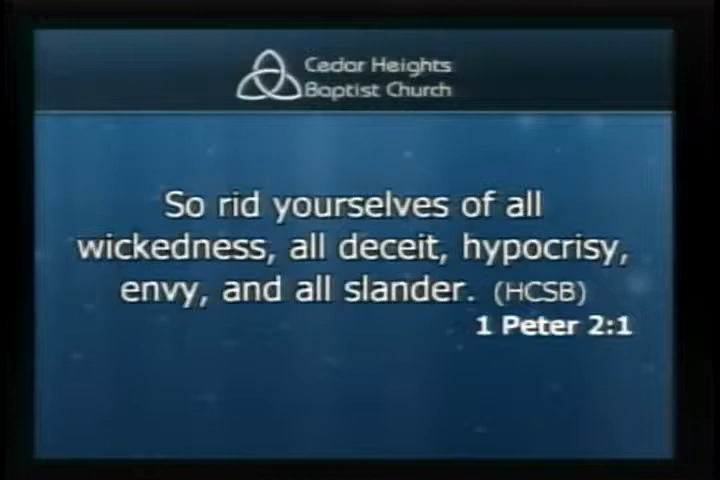 Cedar Heights
Baptist Church
So rid yourselves of all
wickedness, all deceit, hypocrisy,
envy, and all slander. (HCSB)
1 Peter 2:1